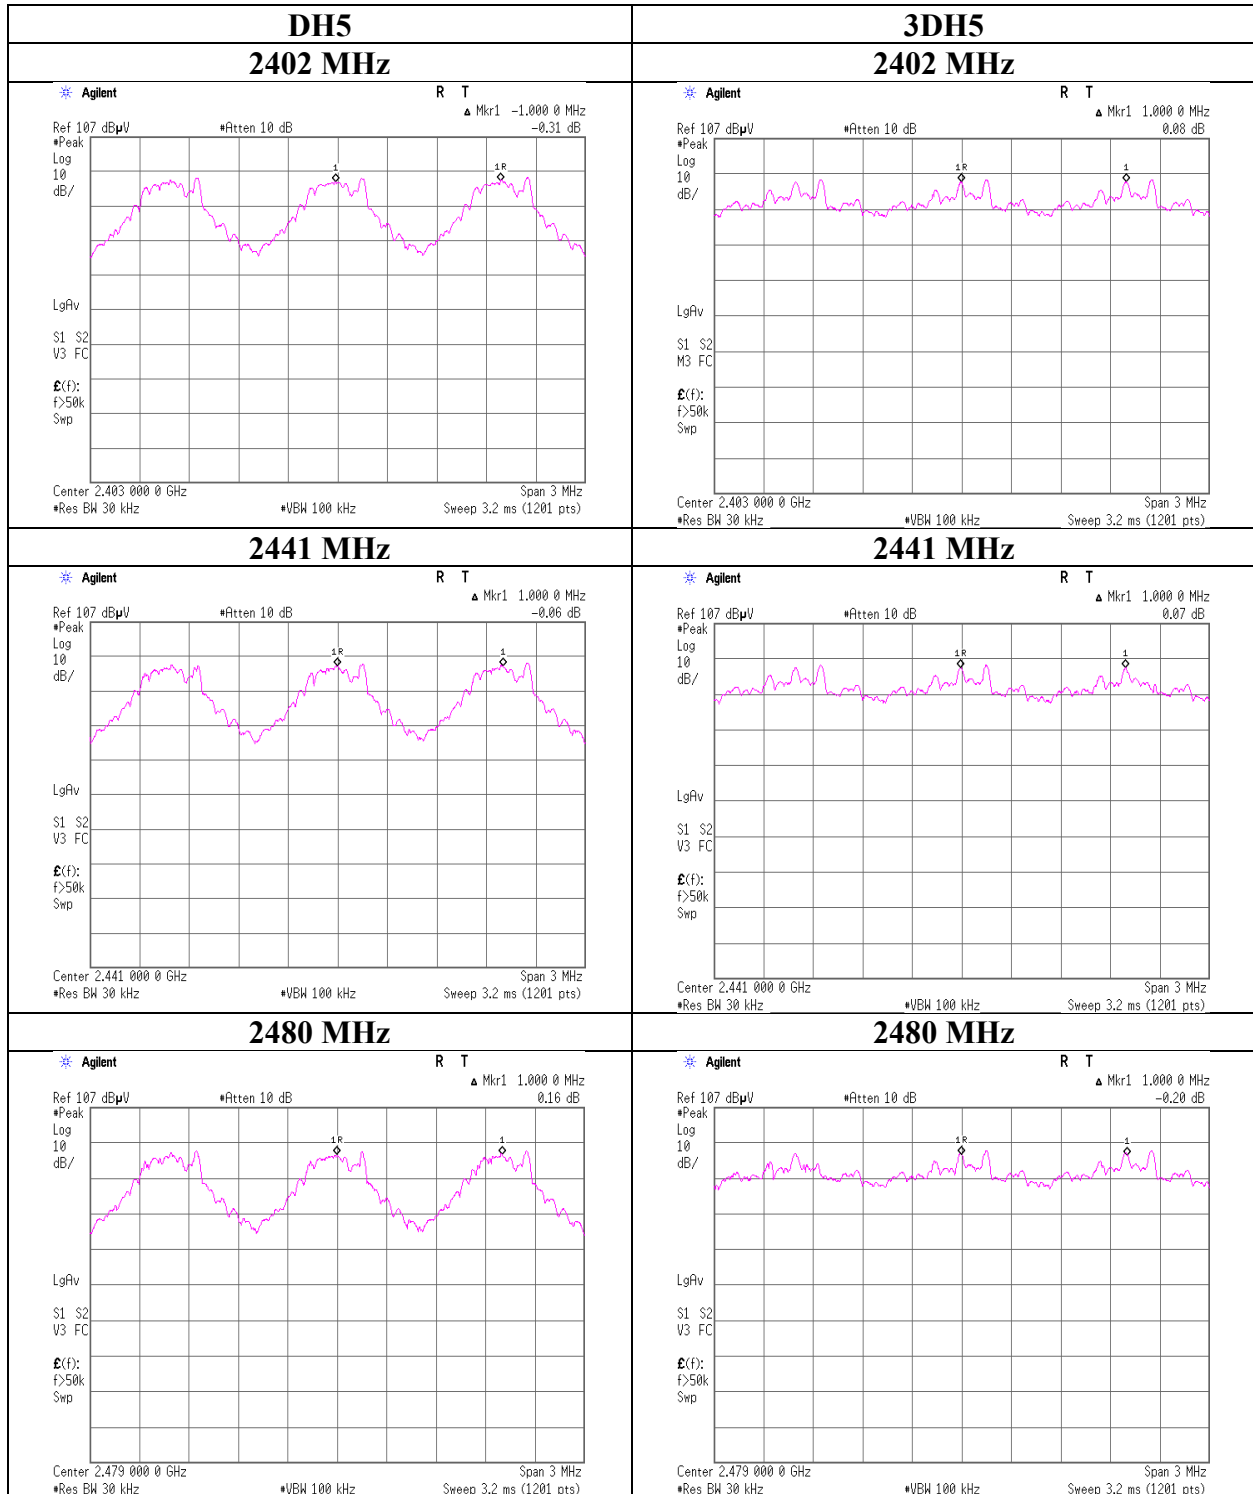 DH5
3DH5
2402 MHz
2402 MHz
Agilent R T
Δ Mkr1 -1.000 0 MHz
Ref 107 dBµV #Atten 10 dB -0.31 dB
#Peak
Log
10
dB/
1
1R
LgAv
S1 S2
V3 FC
£(f):
f>50k
Swp
Center 2.403 000 0 GHz Span 3 MHz
#Res BW 30 kHz #VBW 100 kHz Sweep 3.2 ms (1201 pts)
Agilent R T
Δ Mkr1 1.000 0 MHz
Ref 107 dBµV #Atten 10 dB 0.08 dB
#Peak
Log
10
dB/
1R
1
LgAv
S1 S2
M3 FC
£(f):
f>50k
Swp
Center 2.403 000 0 GHz Span 3 MHz
#Res BW 30 kHz #VBW 100 kHz Sweep 3.2 ms (1201 pts)
2441 MHz
2441 MHz
Agilent R T
Δ Mkr1 1.000 0 MHz
Ref 107 dBµV #Atten 10 dB -0.06 dB
#Peak
Log
10
dB/
1R
1
LgAv
S1 S2
V3 FC
£(f):
f>50k
Swp
Center 2.441 000 0 GHz Span 3 MHz
#Res BW 30 kHz #VBW 100 kHz Sweep 3.2 ms (1201 pts)
Agilent R T
Δ Mkr1 1.000 0 MHz
Ref 107 dBµV #Atten 10 dB 0.07 dB
#Peak
Log
10
dB/
1R
1
LgAv
S1 S2
V3 FC
£(f):
f>50k
Swp
Center 2.441 000 0 GHz Span 3 MHz
#Res BW 30 kHz #VBW 100 kHz Sweep 3.2 ms (1201 pts)
2480 MHz
2480 MHz
Agilent R T
Δ Mkr1 1.000 0 MHz
Ref 107 dBµV #Atten 10 dB 0.16 dB
#Peak
Log
10
dB/
1R
1
LgAv
S1 S2
V3 FC
£(f):
f>50k
Swp
Center 2.479 000 0 GHz Span 3 MHz
#Res BW 30 kHz #VBW 100 kHz Sweep 3.2 ms (1201 pts)
Agilent R T
Δ Mkr1 1.000 0 MHz
Ref 107 dBµV #Atten 10 dB -0.20 dB
#Peak
Log
10
dB/
1R
1
LgAv
S1 S2
V3 FC
£(f):
f>50k
Swp
Center 2.479 000 0 GHz Span 3 MHz
#Res BW 30 kHz #VBW 100 kHz Sweep 3.2 ms (1201 pts)